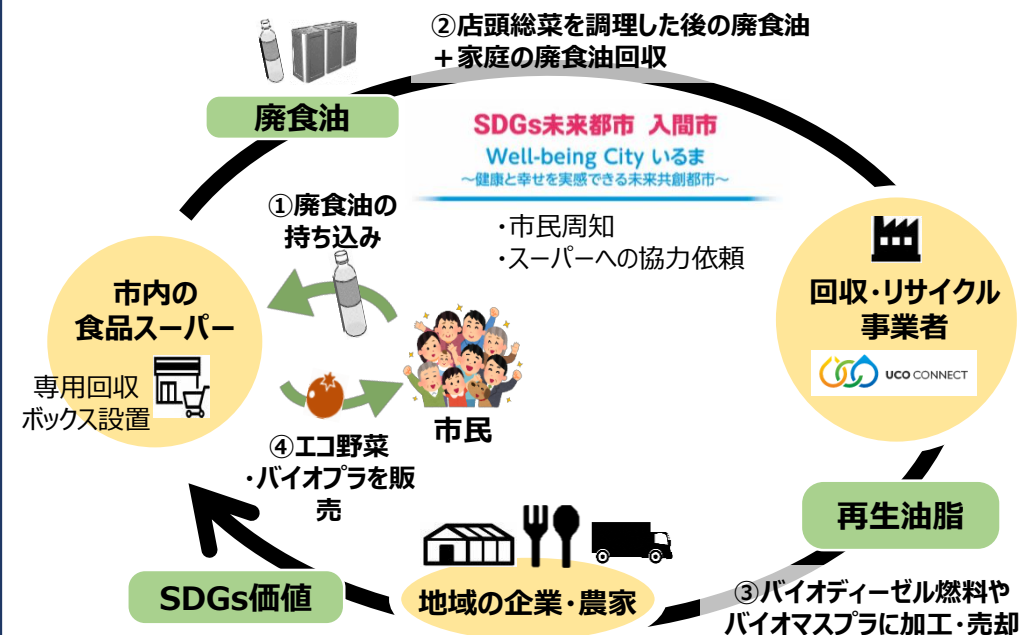 ②店頭総菜を調理した後の廃食油
＋家庭の廃食油回収
廃食油
SDGs未来都市 入間市
Well-being City いるま
～健康と幸せを実感できる未来共創都市～
・市民周知
・スーパーへの協力依頼
①廃食油の
持ち込み
市内の
食品スーパー
専用回収
ボックス設置
市民
④エコ野菜
・バイオプラを販
売
回収・リサイクル
事業者
UCO CONNECT
再生油脂
③バイオディーゼル燃料や
バイオマスプラに加工・売却
地域の企業・農家
SDGs価値